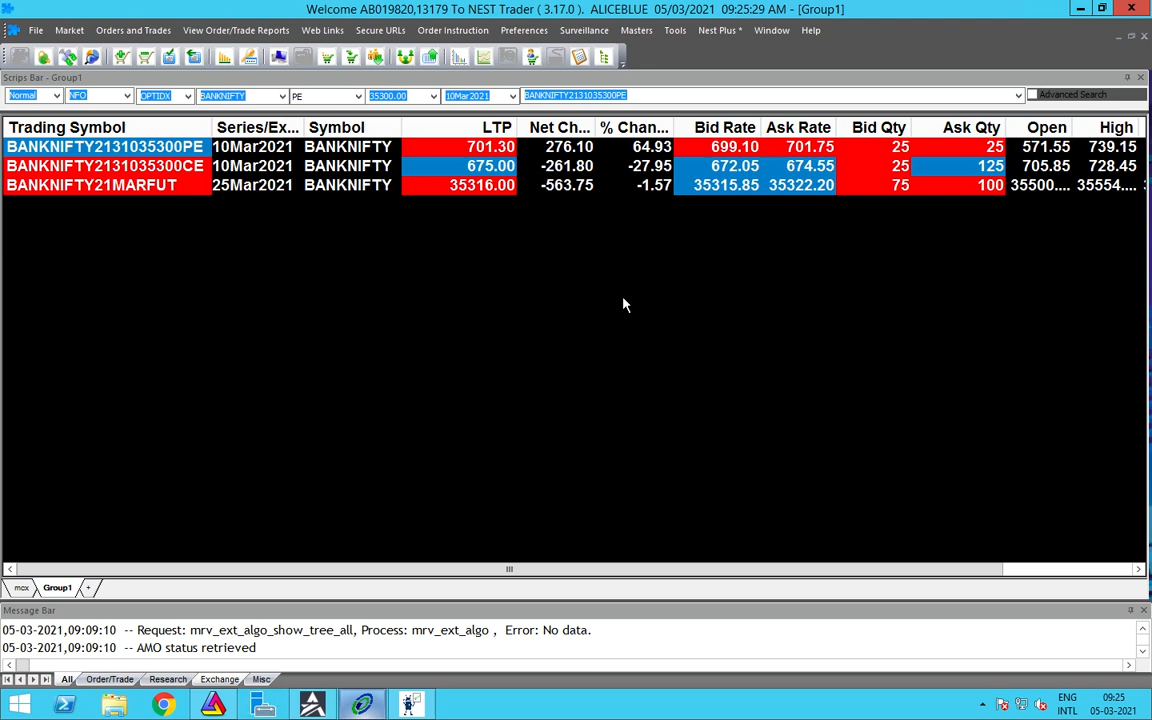 Welcome AB019820,13179 To NEST Trader ( 3.17.0 ). ALICEBLUE 05/03/2021 09:25:29 AM - [Group1]
File Market Orders and Trades View Order/Trade Reports Web Links Secure URLs Order Instruction Preferences Surveillance Masters Tools Nest Plus * Window Help
Scrips Bar - Group1
Normal NFO OPTIDX BANKNIFTY PE 35300.00 10Mar2021 BANKNIFTY2131035300PE Advanced Search
Trading Symbol Series/Ex... Symbol LTP Net Ch... % Chan... Bid Rate Ask Rate Bid Qty Ask Qty Open High
BANKNIFTY2131035300PE 10Mar2021 BANKNIFTY 701.30 276.10 64.93 699.10 701.75 25 25 571.55 739.15
BANKNIFTY2131035300CE 10Mar2021 BANKNIFTY 675.00 -261.80 -27.95 672.05 674.55 25 125 705.85 728.45
BANKNIFTY21MARFUT 25Mar2021 BANKNIFTY 35316.00 -563.75 -1.57 35315.85 35322.20 75 100 35500.... 35554....
mcx Group1 +
Message Bar
05-03-2021,09:09:10 -- Request: mrv_ext_algo_show_tree_all, Process: mrv_ext_algo , Error: No data.
05-03-2021,09:09:10 -- AMO status retrieved
All Order/Trade Research Exchange Misc
ENG 09:25
INTL 05-03-2021